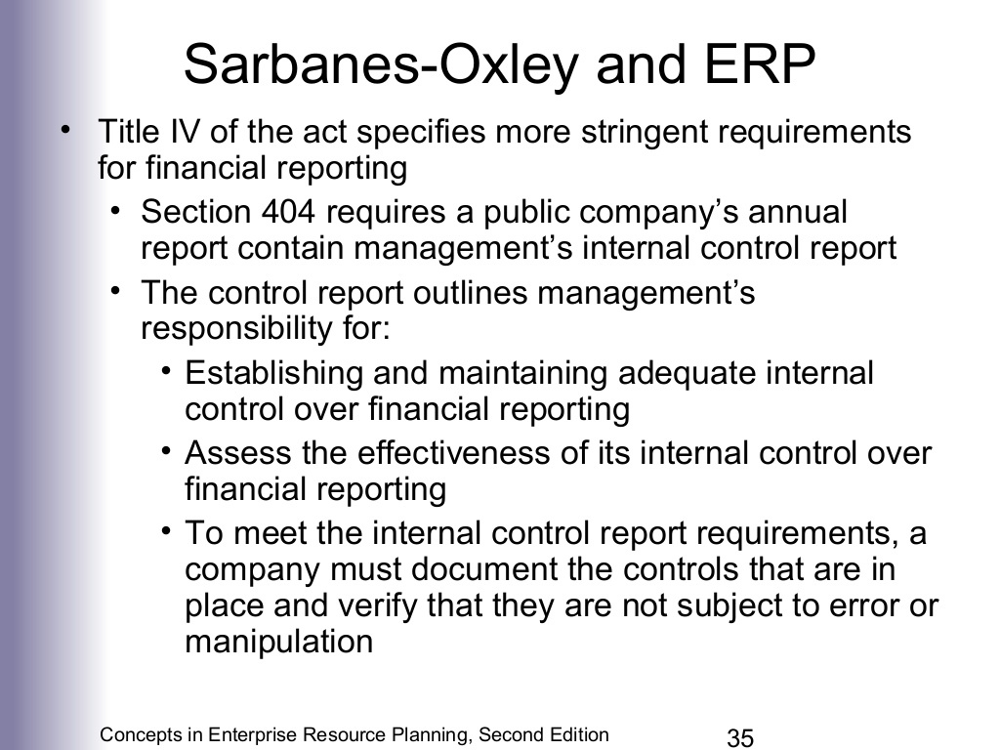 Sarbanes-Oxley and ERP
• Title IV of the act specifies more stringent requirements
for financial reporting
• Section 404 requires a public company’s annual
report contain management’s internal control report
• The control report outlines management’s
responsibility for:
• Establishing and maintaining adequate internal
control over financial reporting
• Assess the effectiveness of its internal control over
financial reporting
• To meet the internal control report requirements, a
company must document the controls that are in
place and verify that they are not subject to error or
manipulation
Concepts in Enterprise Resource Planning, Second Edition
35